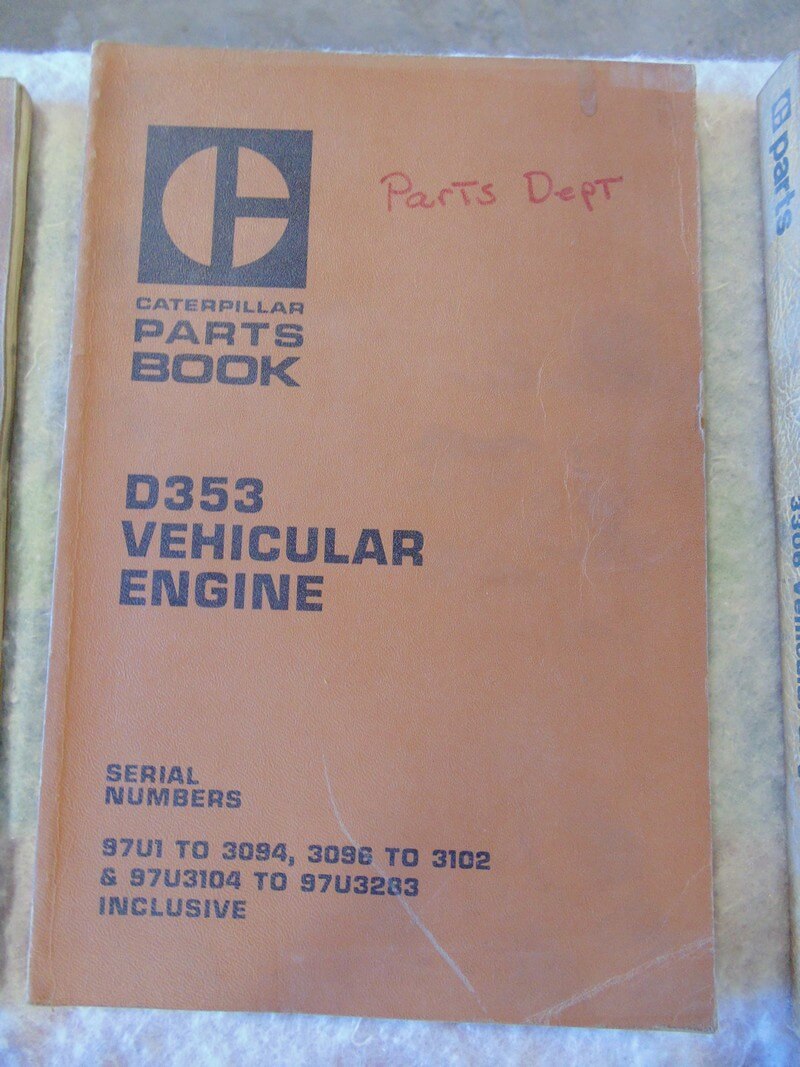 Parts Dept
CATERPILLAR
PARTS
BOOK
D353
VEHICULAR
ENGINE
SERIAL
NUMBERS
97U1 TO 3094, 3096 TO 3102
& 97U3104 TO 97U3283
INCLUSIVE
parts